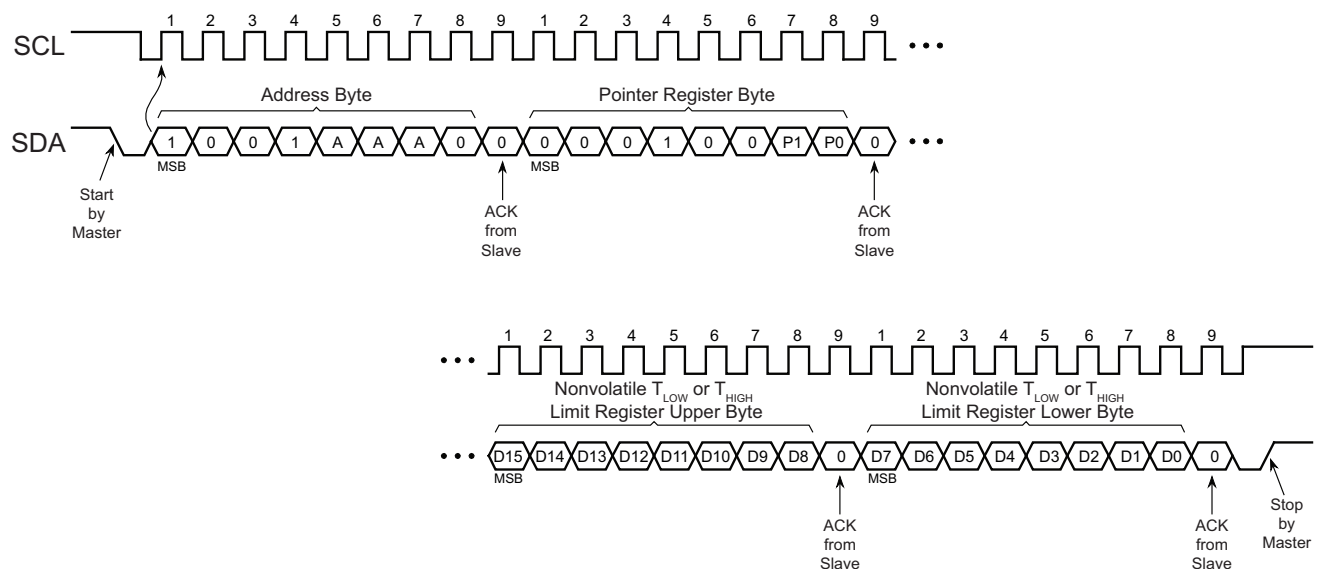 1 2 3 4 5 6 7 8 9 1 2 3 4 5 6 7 8 9
SCL
Address Byte Pointer Register Byte
SDA 1 0 0 1 A A A 0 0 0 0 0 1 0 0 P1 P0 0
MSB MSB
Start
by
Master
ACK
from
Slave
ACK
from
Slave
1 2 3 4 5 6 7 8 9 1 2 3 4 5 6 7 8 9
Nonvolatile TLOW or THIGH
Limit Register Upper Byte
Nonvolatile TLOW or THIGH
Limit Register Lower Byte
D15 D14 D13 D12 D11 D10 D9 D8 0 D7 D6 D5 D4 D3 D2 D1 D0 0
MSB MSB
ACK
from
Slave
ACK
from
Slave
Stop
by
Master